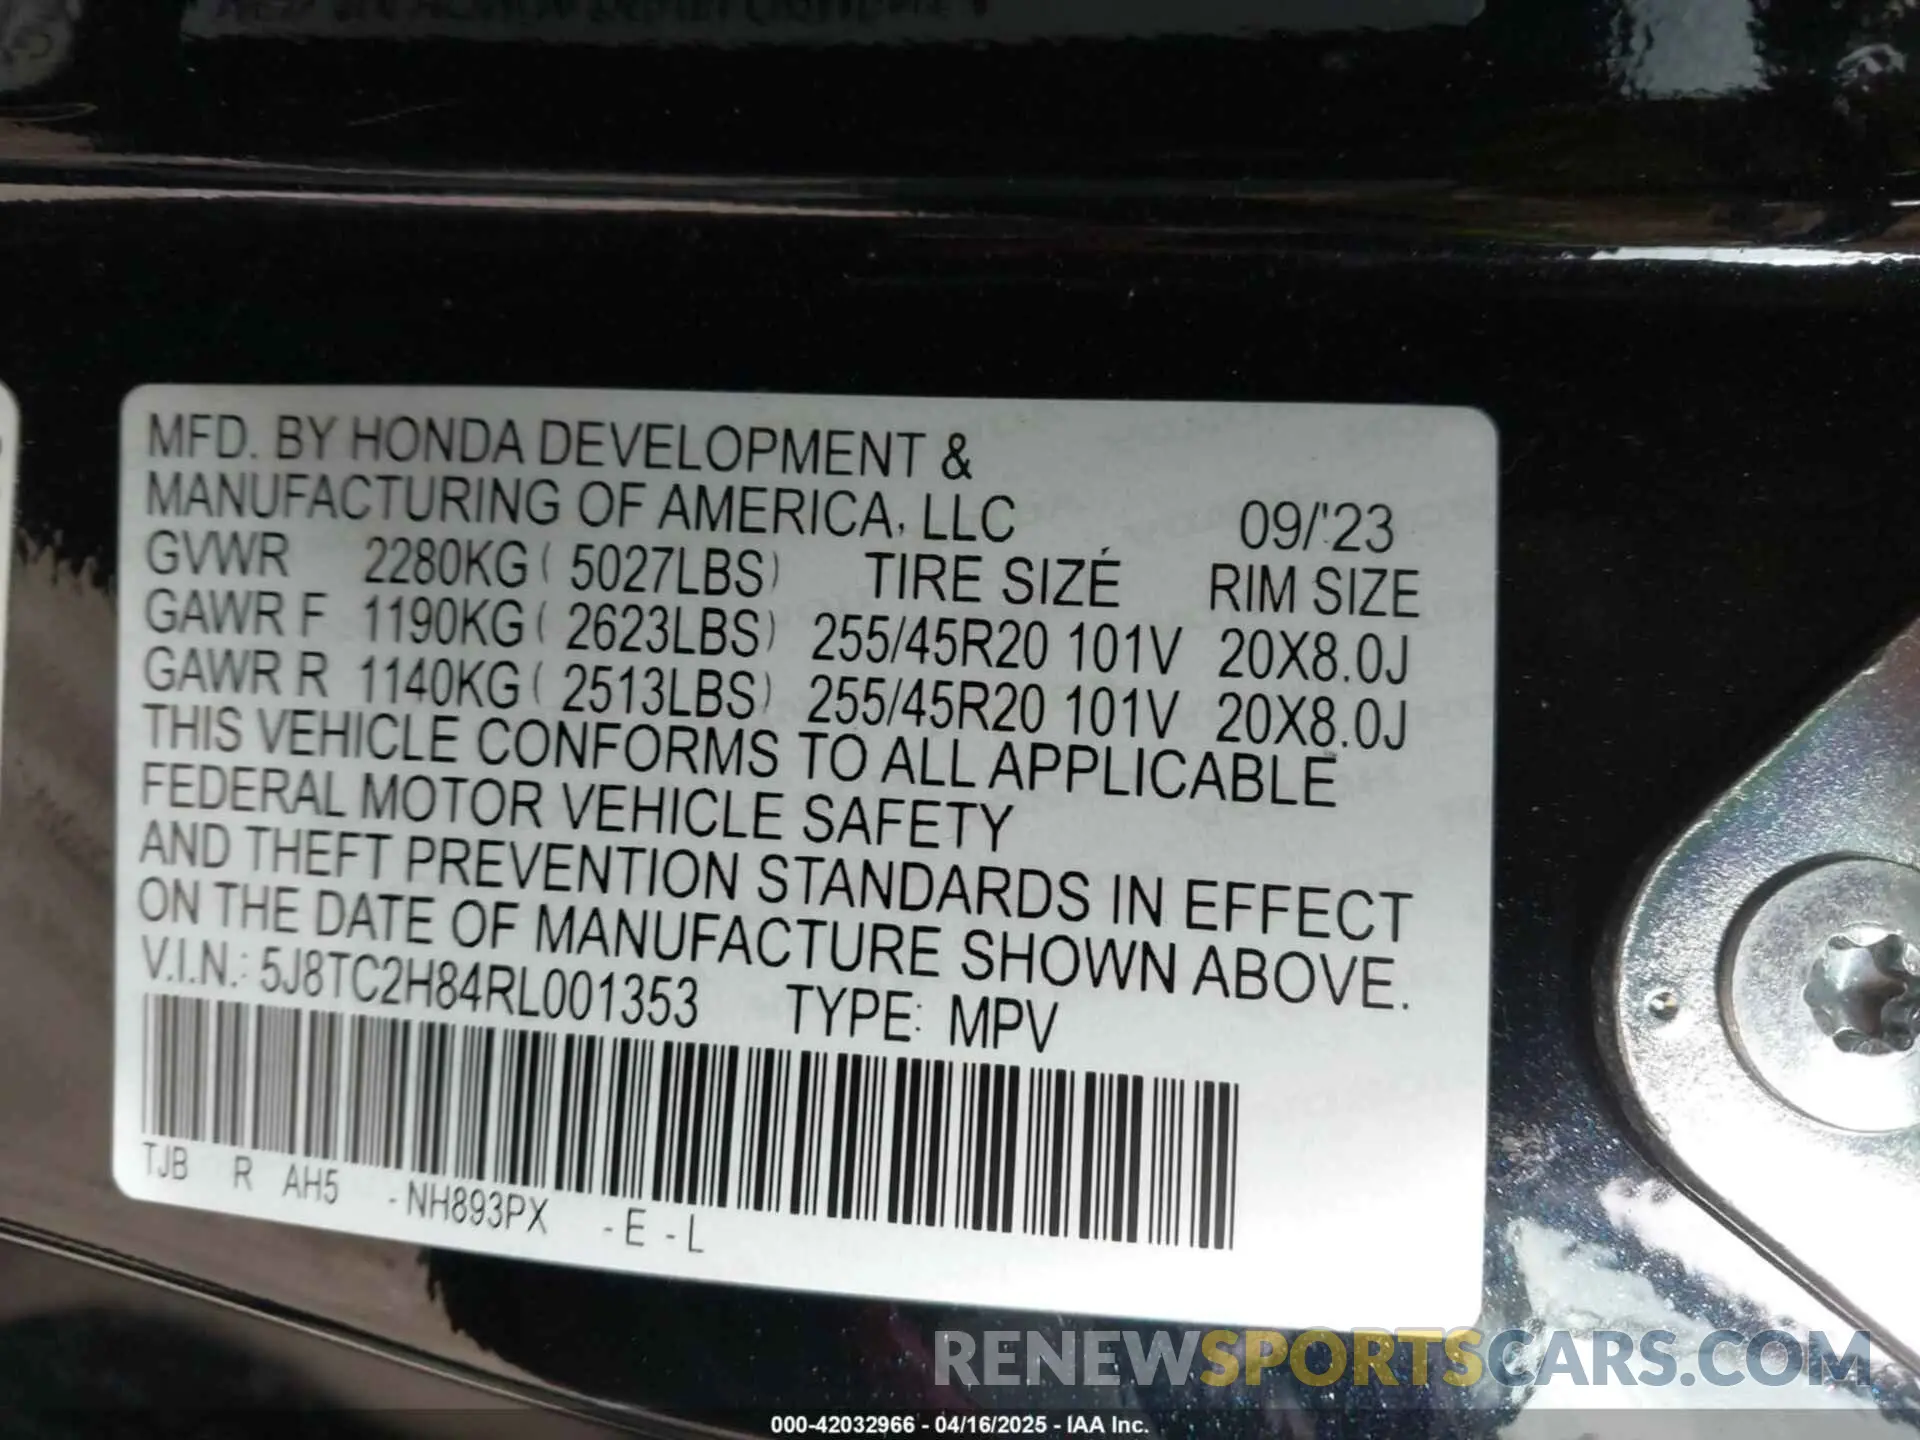 MFD. BY HONDA DEVELOPMENT &
MANUFACTURING OF AMERICA, LLC 09/'23
GVWR 2280KG ( 5027LBS) TIRE SIZE RIM SIZE
GAWR F 1190KG ( 2623LBS) 255/45R20 101V 20X8.0J
GAWR R 1140KG ( 2513LBS) 255/45R20 101V 20X8.0J
THIS VEHICLE CONFORMS TO ALL APPLICABLE
FEDERAL MOTOR VEHICLE SAFETY
AND THEFT PREVENTION STANDARDS IN EFFECT
ON THE DATE OF MANUFACTURE SHOWN ABOVE.
V.I.N.: 5J8TC2H84RL001353 TYPE: MPV
TJB R AH5 -NH893PX -E -L
RENEWSPORTSCARS.COM
000-42032966 - 04/16/2025 - IAA Inc.